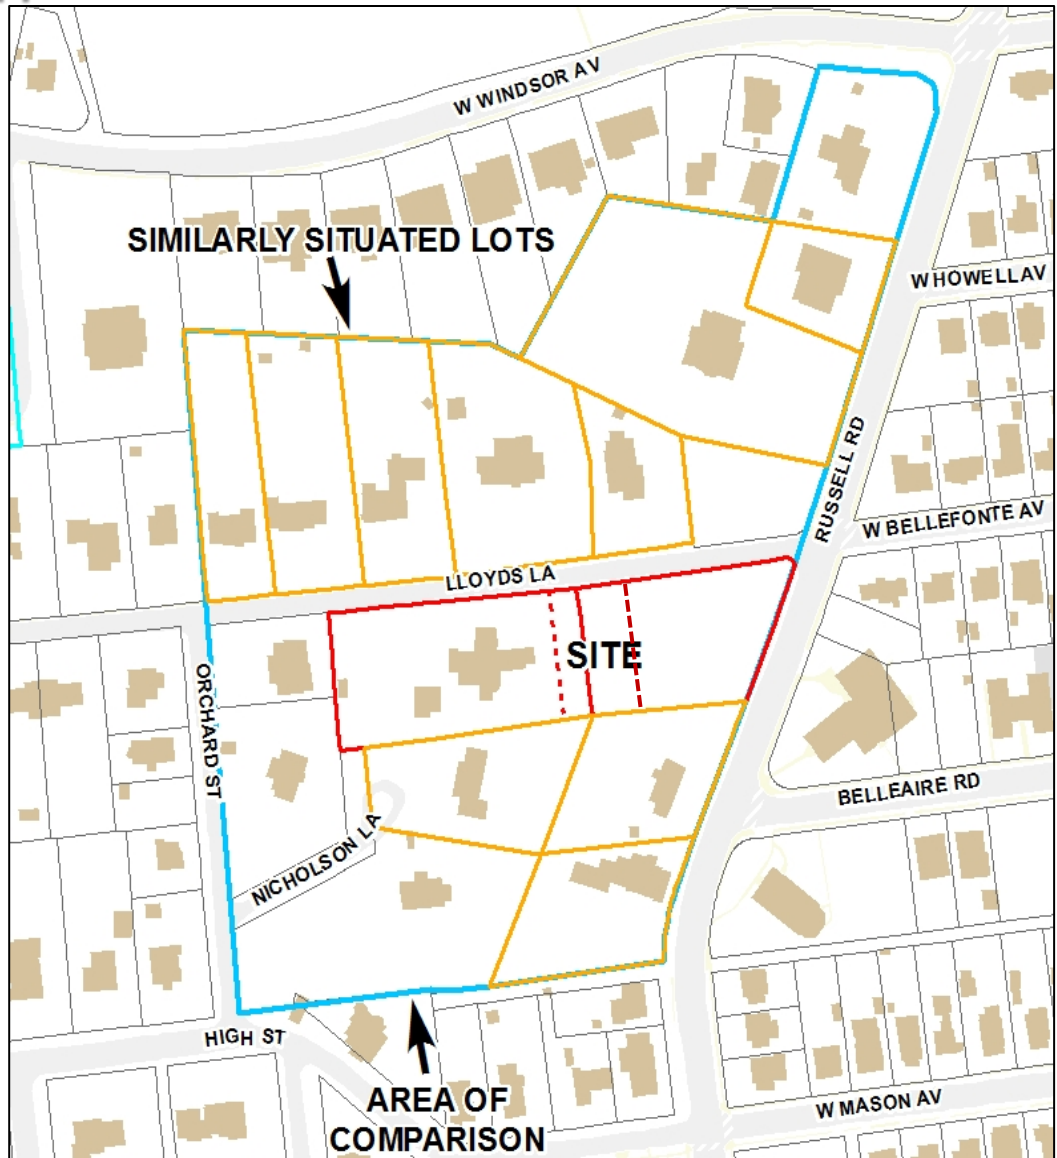 W WINDSOR AV
SIMILARLY SITUATED LOTS
W HOWELL AV
RUSSELL RD
W BELLEFONTE AV
LLOYDS LA
SITE
ORCHARD ST
BELLEAIRE RD
NICHOLSON LA
HIGH ST
AREA OF
COMPARISON
W MASON AV